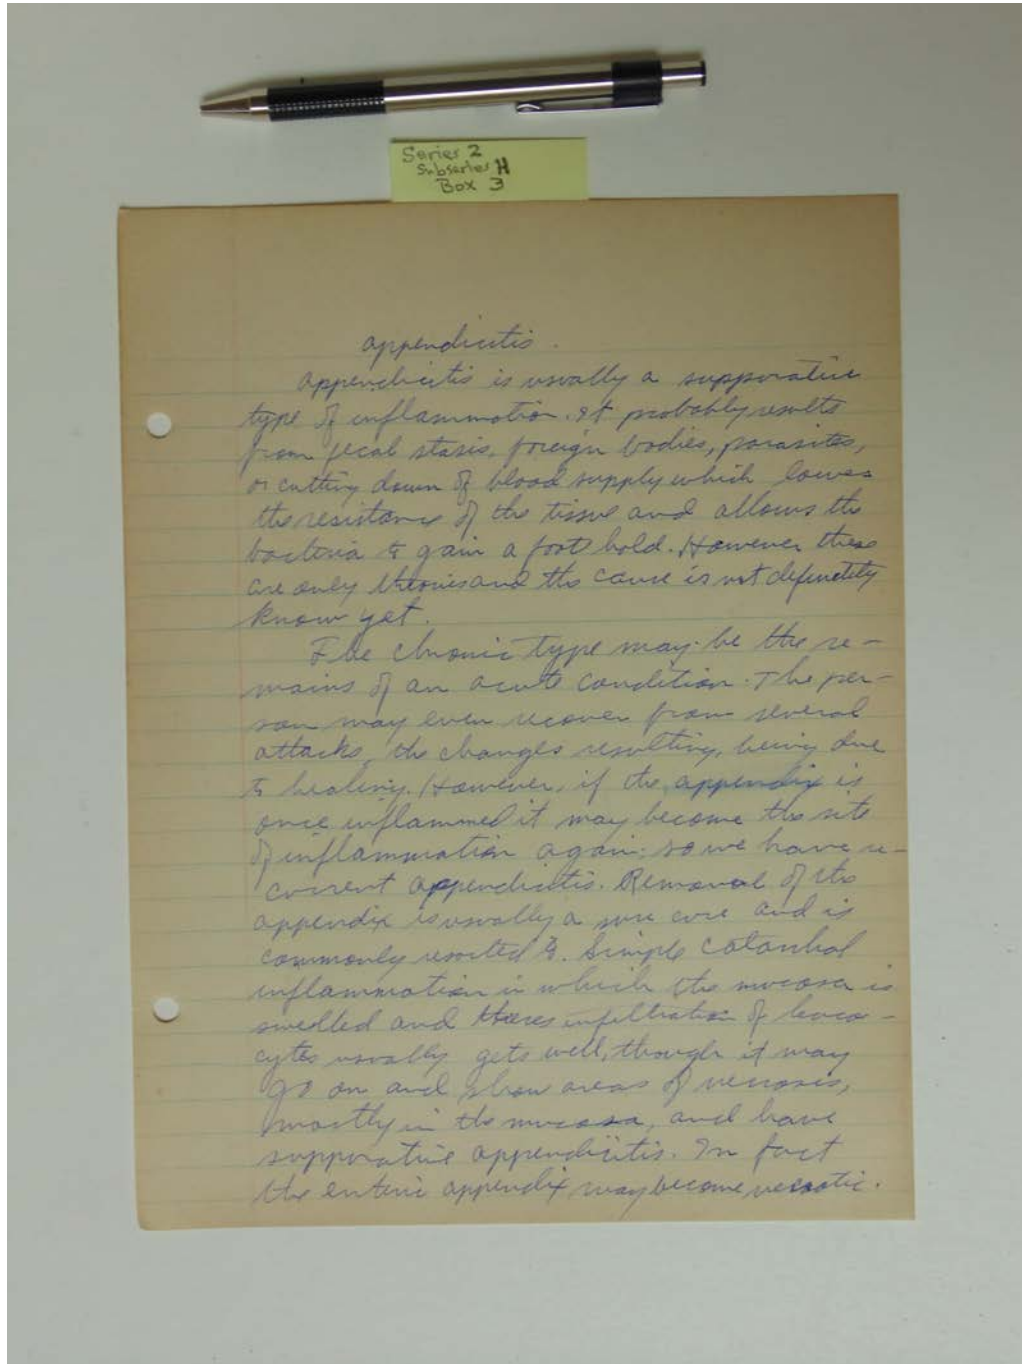 Series 2
Subseries H
Box 3
appendicitis.
appendicitis is usually a suppurative
type of inflammation. It probably results
from fecal stasis, foreign bodies, parasites,
or cutting down of blood supply which lowers
the resistance of the tissue and allows the
bacteria to gain a foot hold. However these
are only theories and the cause is not definetely
know yet.
The chronic type may be the re-
mains of an acute condition. The per-
son may even recover from several
attacks, the changes resulting, being due
to healing. However, if the appendix is
once inflammed it may become the site
of inflammation again; so we have re-
current appendicitis. Removal of the
appendix is usually a sure cure and is
commonly resorted to. Simple catarrhal
inflammation in which the mucosa is
swelled and theres infiltration of leuco-
cytes usually gets well, though it may
go on and show areas of necrosis,
mostly in the mucosa, and have
suppurative appendicitis. In fact
the entire appendix may become necrotic.